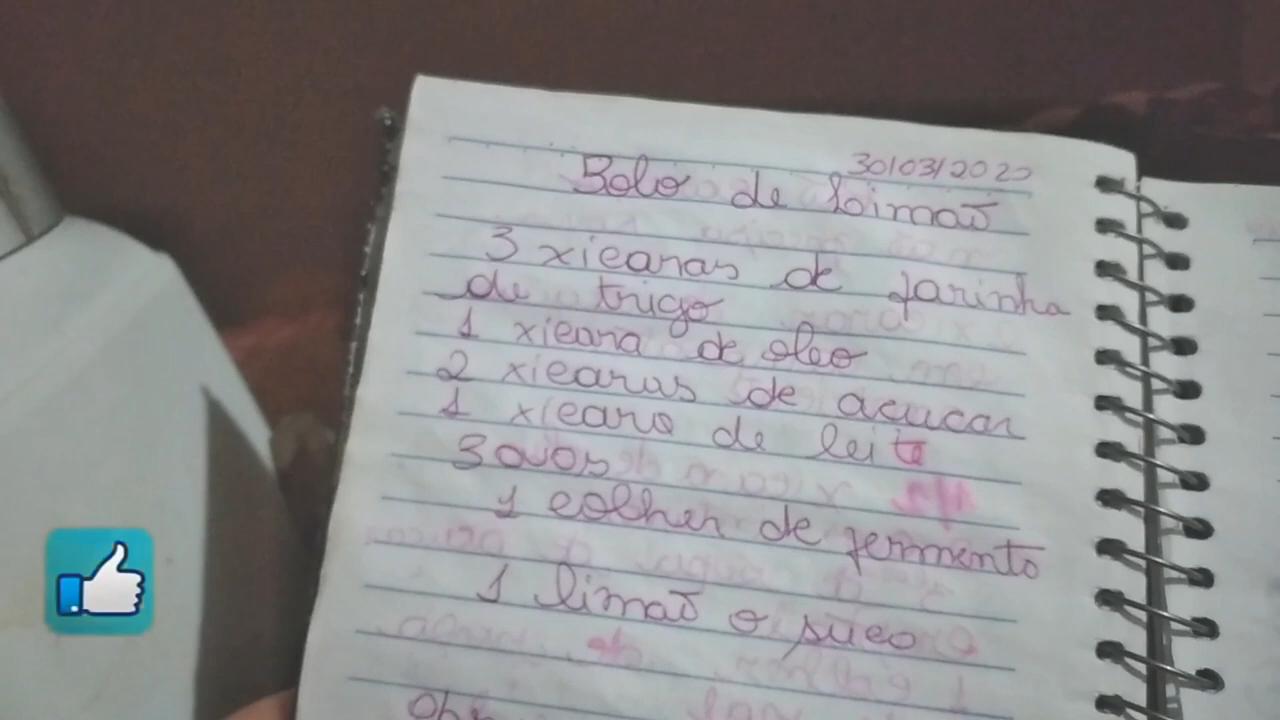 30/03/2022
Bolo de Limaõ
3 xicaras de farinha
de trigo
1 xicara de oleo
2 xicaras de acucar
1 xicara de leite
3 ovos
1 colher de fermento
1 limaõ o suco